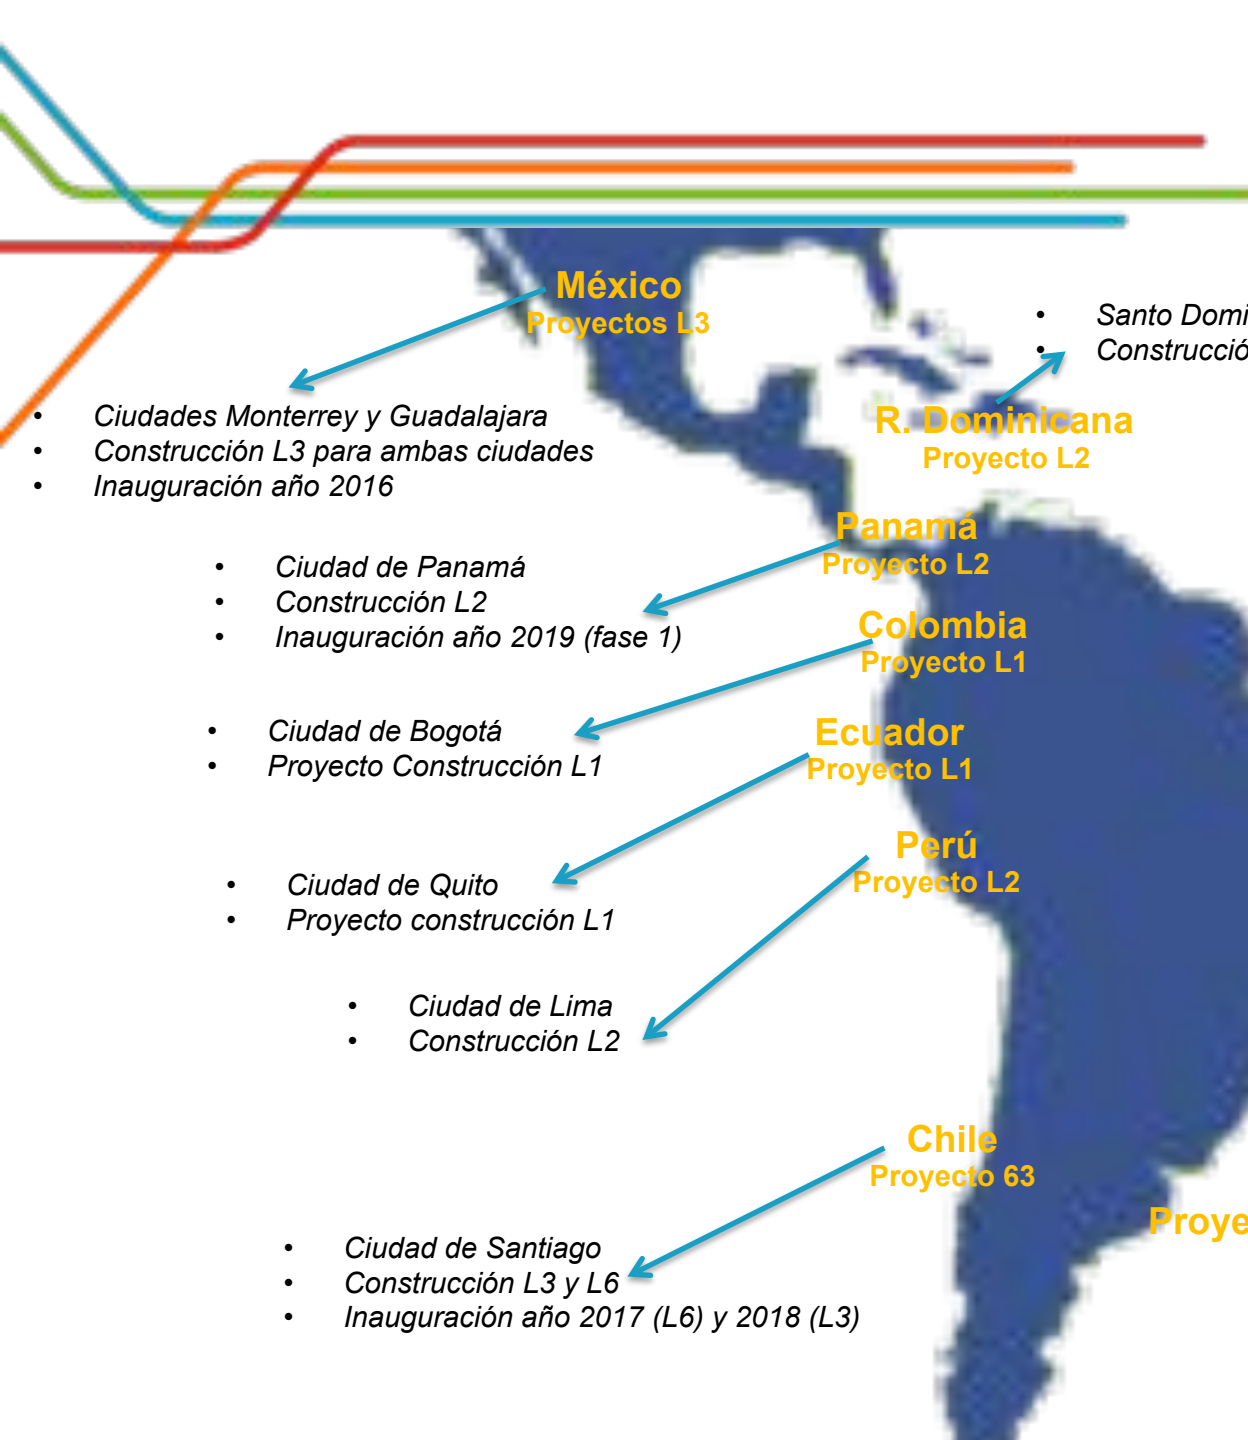 México
Proyectos L3
• Santo
• 
R. Dominicana
Proyecto L2
• Ciudades Monterrey y Guadalajara
• Construcción L3 para ambas ciudades
• Inauguración año 2016
Panamá
Proyecto L2
• Ciudad de Panamá
• Construcción L2
• Inauguración año 2019 (fase 1)
Colombia
Proyecto L1
• Ciudad de Bogotá
• Proyecto Construcción L1
Ecuador
Proyecto L1
Perú
Proyecto L2
• Ciudad de Quito
• Proyecto construcción L1
• Ciudad de Lima
• Construcción L2
Chile
Proyecto 63
• Ciudad de Santiago
• Construcción L3 y L6
• Inauguración año 2017 (L6) y 2018 (L3)